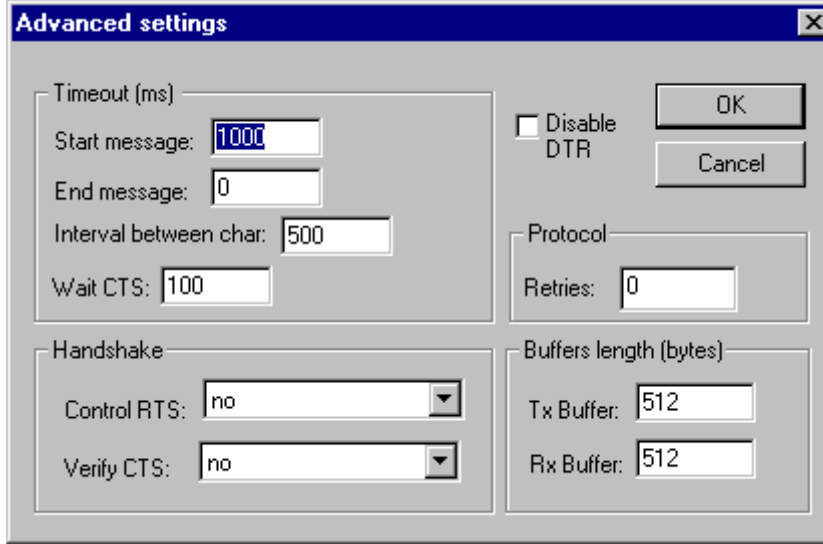 Advanced settings
Timeout (ms)
Start message: 1000
End message: 0
Interval between char: 500
Wait CTS: 100
Disable
DTR
OK
Cancel
Protocol
Retries: 0
Handshake
Control RTS: no
Verify CTS: no
Buffers length (bytes)
Tx Buffer: 512
Rx Buffer: 512